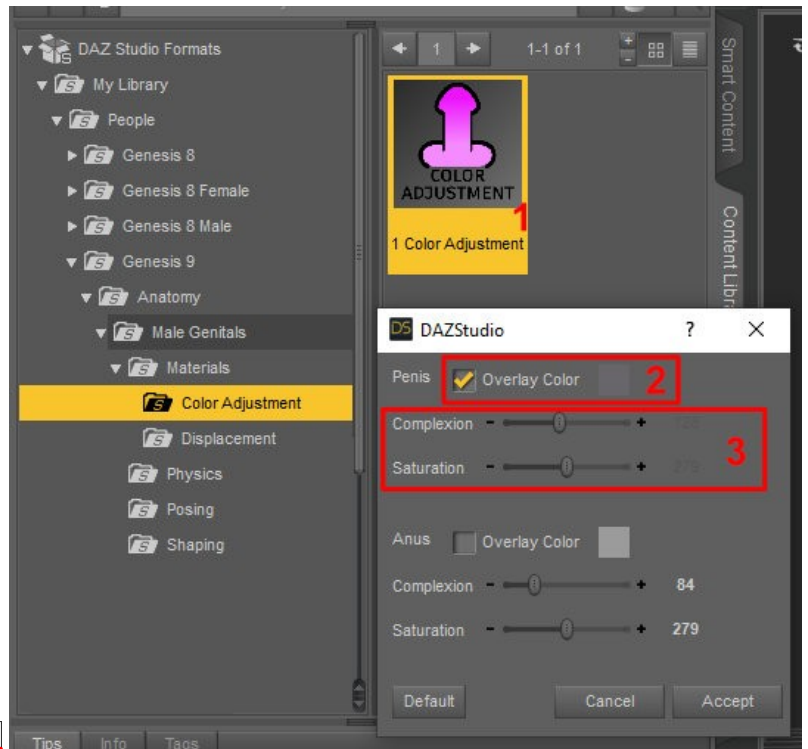 DAZ Studio Formats
My Library
People
Genesis 8
Genesis 8 Female
Genesis 8 Male
Genesis 9
Anatomy
Male Genitals
Materials
Color Adjustment
Displacement
Physics
Posing
Shaping
1 1-1 of 1
COLOR
ADJUSTMENT
1
1 Color Adjustment
Smart Content
DAZStudio ? X
Penis Overlay Color 2
Complexion - +
Saturation - + 279
3
Anus Overlay Color
Complexion - + 84
Saturation - + 279
Default Cancel Accept
Tips Info Tags